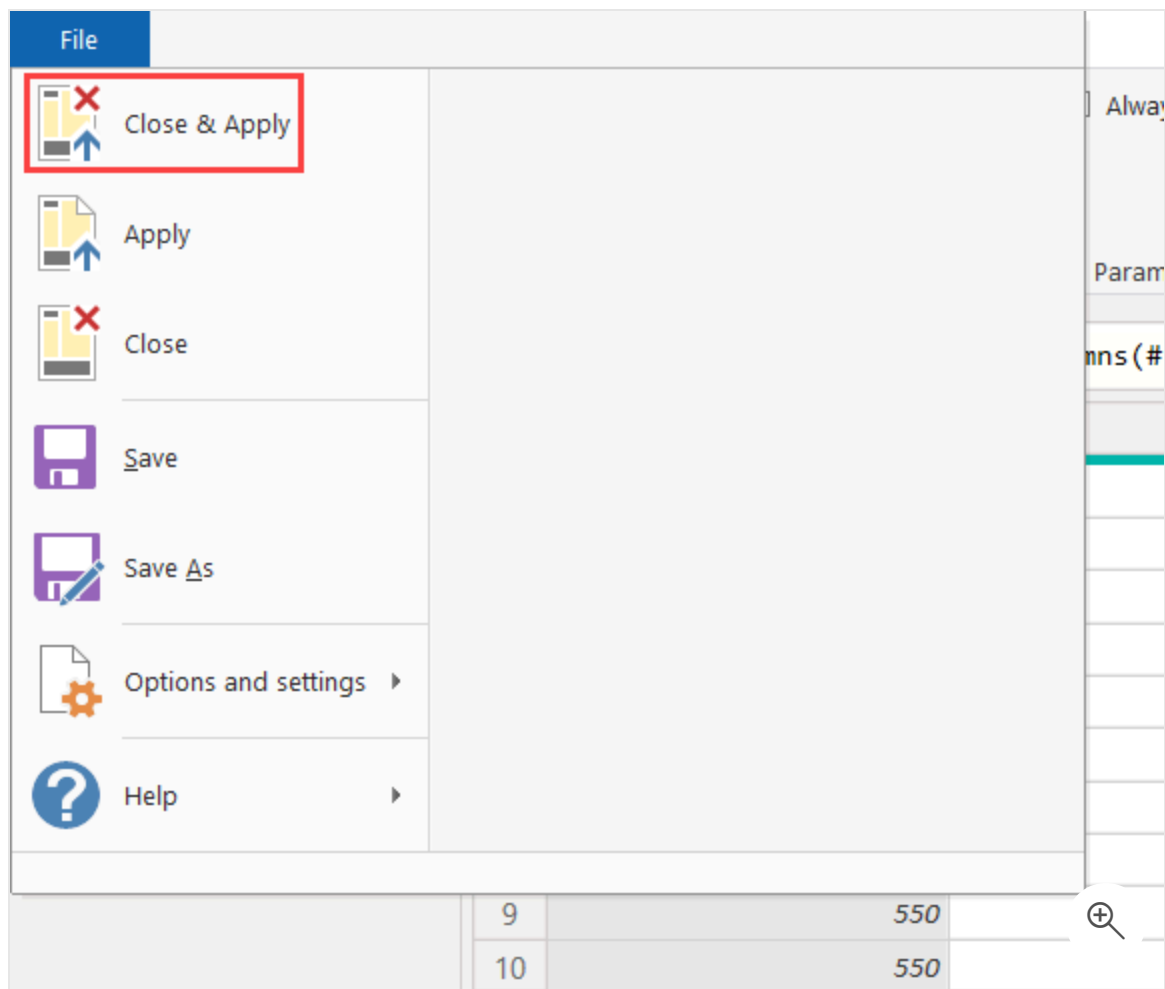 File
Close & Apply
Alway
Apply
Param
Close
mns(#
Save
Save As
Options and settings
Help
9 550
10 550